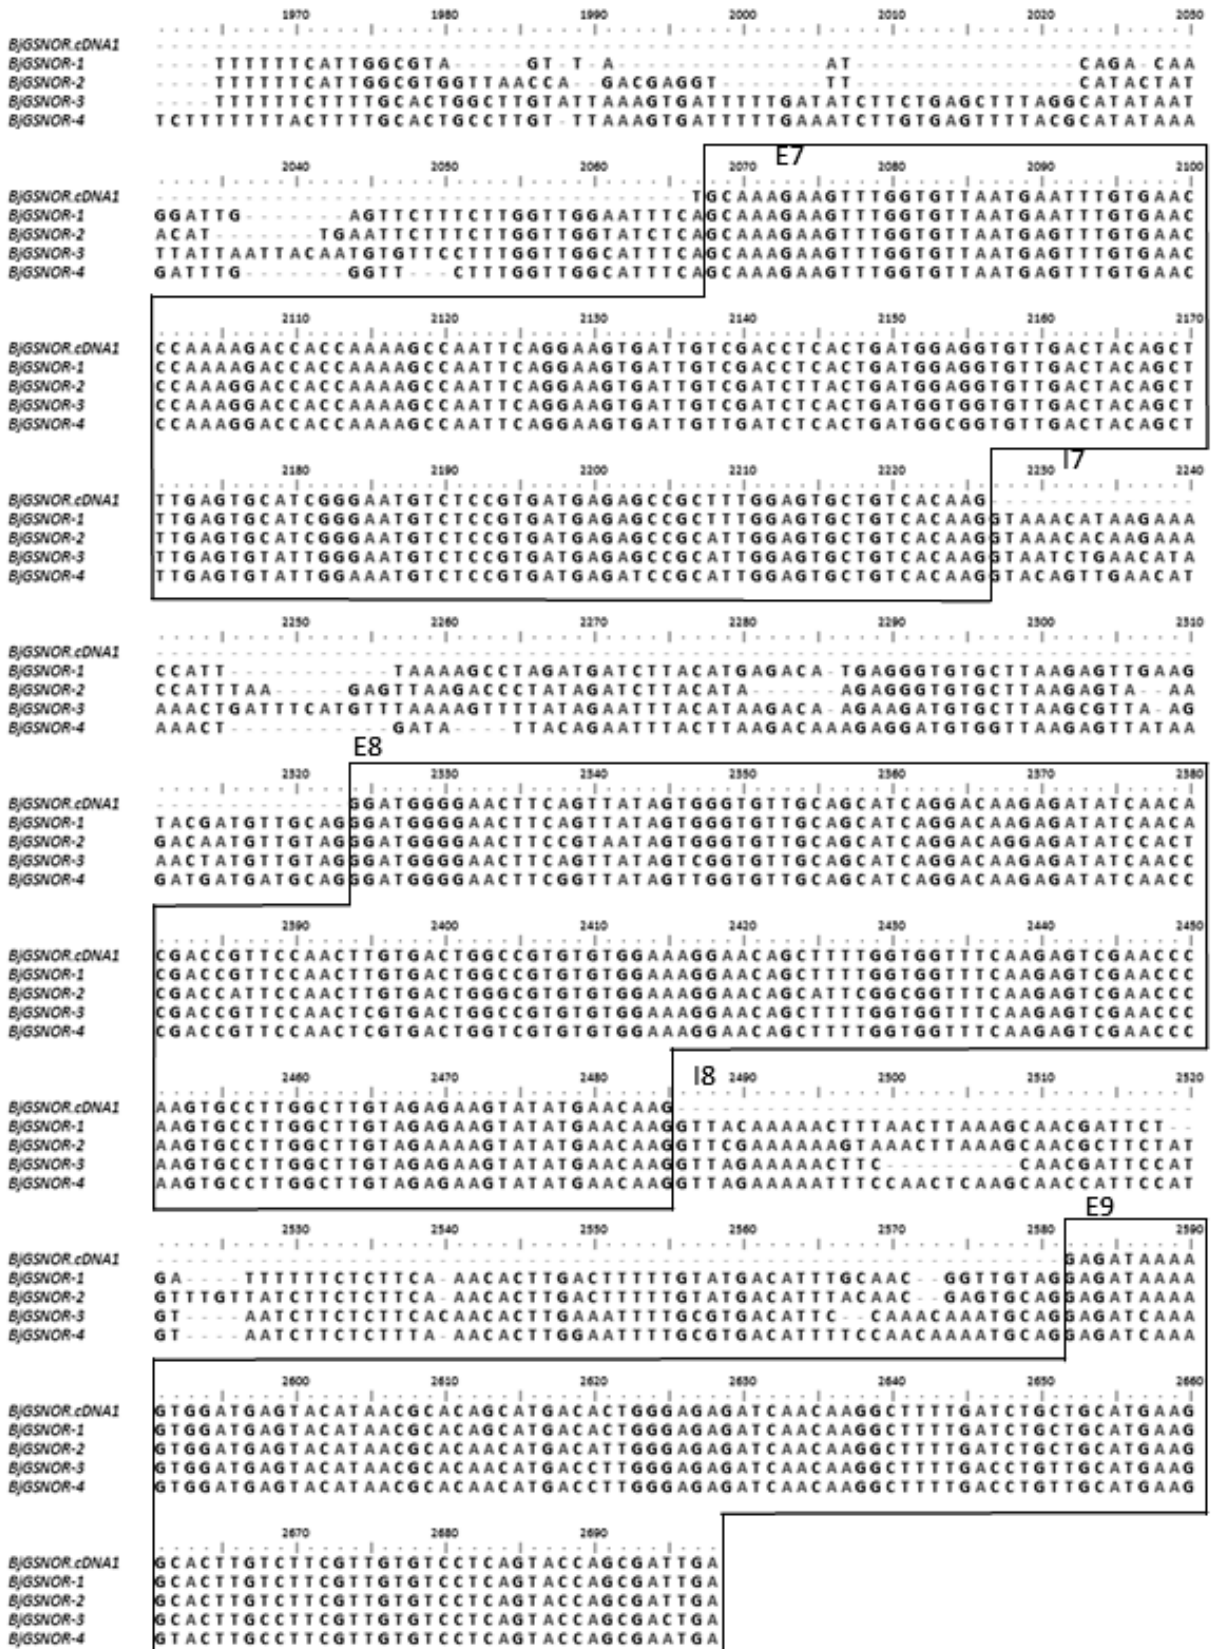 1970 1980 1990 2000 2010 2020 2030
BjGSNOR.cDNA1 ----------------------------------------------------------------------
BjGSNOR-1 ----TTTTTTCATTGGCGTA-----GT-T-A--------------AT---------------CAGA-CAA
BjGSNOR-2 ----TTTTTTCATTGGCGTGGTTAACCA-GACGAGGT-------TT---------------CATACTAT
BjGSNOR-3 ----TTTTTTCTTTTGCACTGGCTTGTATTAAAGTGATTTTTGATATCTTCTGAGCTTTAGGCATATAAT
BjGSNOR-4 TCTTTTTTTTACTTTTGCACTGCCTTGT-TTAAAGTGATTTTTGAAATCTTGTGAGTTTTACGCATATAAA
E7
2040 2050 2060 2070 2080 2090 2100
BjGSNOR.cDNA1 ------------------------------------TGCAAAGAAGTTTGGTGTTAATGAATTTGTGAAC
BjGSNOR-1 GGATTG-------AGTTCTTTCTTGGTTGGAATTTCAGCAAAGAAGTTTGGTGTTAATGAATTTGTGAAC
BjGSNOR-2 ACAT-------TGAATTCTTTCTTGGTTGGTATCTCAGCAAAGAAGTTTGGTGTTAATGAGTTTGTGAAC
BjGSNOR-3 TTATTAATTACAATGTGTTCCTTTGGTTGGCATTTCAGCAAAGAAGTTTGGTGTTAATGAGTTTGTGAAC
BjGSNOR-4 GATTTG-------GGTT---CTTTGGTTGGCATTTCAGCAAAGAAGTTTGGTGTTAATGAGTTTGTGAAC
2110 2120 2130 2140 2150 2160 2170
BjGSNOR.cDNA1 CCAAAAGACCACCAAAAGCCAATTCAGGAAGTGATTGTCGACCTCACTGATGGAGGTGTTGACTACAGCT
BjGSNOR-1 CCAAAAGACCACCAAAAGCCAATTCAGGAAGTGATTGTCGACCTCACTGATGGAGGTGTTGACTACAGCT
BjGSNOR-2 CCAAAGGACCACCAAAAGCCAATTCAGGAAGTGATTGTCGATCTTACTGATGGAGGTGTTGACTACAGCT
BjGSNOR-3 CCAAAGGACCACCAAAAGCCAATTCAGGAAGTGATTGTCGATCTCACTGATGGTGGTGTTGACTACAGCT
BjGSNOR-4 CCAAAGGACCACCAAAAGCCAATTCAGGAAGTGATTGTTGATCTCACTGATGGCGGTGTTGACTACAGCT
I7
2180 2190 2200 2210 2220 2230 2240
BjGSNOR.cDNA1 TTGAGTGCATCGGGAATGTCTCCGTGATGAGAGCCGCTTTGGAGTGCTGTCACAAG--------------
BjGSNOR-1 TTGAGTGCATCGGGAATGTCTCCGTGATGAGAGCCGCTTTGGAGTGCTGTCACAAGGTAAACATAAGAAA
BjGSNOR-2 TTGAGTGCATCGGGAATGTCTCCGTGATGAGAGCCGCATTGGAGTGCTGTCACAAGGTAAACACAAGAAA
BjGSNOR-3 TTGAGTGTATTGGGAATGTCTCCGTGATGAGAGCCGCATTGGAGTGCTGTCACAAGGTAATCTGAACATA
BjGSNOR-4 TTGAGTGTATTGGAAATGTCTCCGTGATGAGATCCGCATTGGAGTGCTGTCACAAGGTACAGTTGAACAT
2250 2260 2270 2280 2290 2300 2310
BjGSNOR.cDNA1 ----------------------------------------------------------------------
BjGSNOR-1 CCATT-----------TAAAAGCCTAGATGATCTTACATGAGACA-TGAGGGTGTGCTTAAGAGTTGAAG
BjGSNOR-2 CCATTTAA-----GAGTTAAGACCCTATAGATCTTACATA------AGAGGGTGTGCTTAAGAGTA--AA
BjGSNOR-3 AAACTGATTTCATGTTTAAAAGTTTTATAGAATTTACATAAGACA-AGAAGATGTGCTTAAGCGTTA-AG
BjGSNOR-4 AAACT-----------GATA----TTACAGAATTTACTTAAGACAAAGAGGATGTGGTTAAGAGTTATAA
E8
2320 2330 2340 2350 2360 2370 2380
BjGSNOR.cDNA1 -------------GGATGGGGAACTTCAGTTATAGTGGGTGTTGCAGCATCAGGACAAGAGATATCAACA
BjGSNOR-1 TACGATGTTGCAGGGATGGGGAACTTCAGTTATAGTGGGTGTTGCAGCATCAGGACAAGAGATATCAACA
BjGSNOR-2 GACAATGTTGTAGGGATGGGGAACTTCCGTAATAGTGGGTGTTGCAGCATCAGGACAGGAGATATCCACT
BjGSNOR-3 AACTATGTTGTAGGGATGGGGAACTTCAGTTATAGTCGGTGTTGCAGCATCAGGACAAGAGATATCAACC
BjGSNOR-4 GATGATGATGCAGGGATGGGGAACTTCGGTTATAGTTGGTGTTGCAGCATCAGGACAAGAGATATCAACC
2390 2400 2410 2420 2430 2440 2450
BjGSNOR.cDNA1 CGACCGTTCCAACTTGTGACTGGCCGTGTGTGGAAAGGAACAGCTTTTGGTGGTTTCAAGAGTCGAACCC
BjGSNOR-1 CGACCGTTCCAACTTGTGACTGGCCGTGTGTGGAAAGGAACAGCTTTTGGTGGTTTCAAGAGTCGAACCC
BjGSNOR-2 CGACCATTCCAACTTGTGACTGGGCGTGTGTGGAAAGGAACAGCATTCGGCGGTTTCAAGAGTCGAACCC
BjGSNOR-3 CGACCGTTCCAACTCGTGACTGGCCGTGTGTGGAAAGGAACAGCTTTTGGTGGTTTCAAGAGTCGAACCC
BjGSNOR-4 CGACCGTTCCAACTCGTGACTGGTCGTGTGTGGAAAGGAACAGCTTTTGGTGGTTTCAAGAGTCGAACCC
I8
2460 2470 2480 2490 2500 2510 2520
BjGSNOR.cDNA1 AAGTGCCTTGGCTTGTAGAGAAGTATATGAACAAG-----------------------------------
BjGSNOR-1 AAGTGCCTTGGCTTGTAGAGAAGTATATGAACAAGGTTACAAAAACTTTAACTTAAAGCAACGATTCT--
BjGSNOR-2 AAGTGCCTTGGCTTGTAGAAAAGTATATGAACAAGGTTCGAAAAAAGTAAACTTAAAGCAACGCTTCTAT
BjGSNOR-3 AAGTGCCTTGGCTTGTAGAGAAGTATATGAACAAGGTTAGAAAAACTTC---------CAACGATTCCAT
BjGSNOR-4 AAGTGCCTTGGCTTGTAGAGAAGTATATGAACAAGGTTAGAAAAATTTCCAACTCAAGCAACCATTCCAT
E9
2530 2540 2550 2560 2570 2580 2590
BjGSNOR.cDNA1 -------------------------------------------------------------GAGATAAAA
BjGSNOR-1 GA----TTTTTTCTCTTCA-AACACTTGACTTTTTGTATGACATTTGCAAC--GGTTGTAGGAGATAAAA
BjGSNOR-2 GTTTGTTATCTTCTCTTCA-AACACTTGACTTTTTGTATGACATTTACAAC--GAGTGCAGGAGATAAAA
BjGSNOR-3 GT----AATCTTCTCTTCACAACACTTGAAATTTTGCGTGACATTC--CAACAAATGCAGGAGATCAAA
BjGSNOR-4 GT----AATCTTCTCTTTA-AACACTTGGAATTTTGCGTGACATTTTCCAACAAAATGCAGGAGATCAAA
2600 2610 2620 2630 2640 2650 2660
BjGSNOR.cDNA1 GTGGATGAGTACATAACGCACAGCATGACACTGGGAGAGATCAACAAGGCTTTTGATCTGCTGCATGAAG
BjGSNOR-1 GTGGATGAGTACATAACGCACAGCATGACACTGGGAGAGATCAACAAGGCTTTTGATCTGCTGCATGAAG
BjGSNOR-2 GTGGATGAGTACATAACGCACAACATGACATTGGGAGAGATCAACAAGGCTTTTGATCTGCTGCATGAAG
BjGSNOR-3 GTGGATGAGTACATAACGCACAACATGACCTTGGGAGAGATCAACAAGGCTTTTGACCTGTTGCATGAAG
BjGSNOR-4 GTGGATGAGTACATAACGCACAACATGACCTTGGGAGAGATCAACAAGGCTTTTGACCTGTTGCATGAAG
2670 2680 2690
BjGSNOR.cDNA1 GCACTTGTCTTCGTTGTGTCCTCAGTACCAGCGATTGA
BjGSNOR-1 GCACTTGTCTTCGTTGTGTCCTCAGTACCAGCGATTGA
BjGSNOR-2 GCACTTGTCTTCGTTGTGTCCTCAGTACCAGCGATTGA
BjGSNOR-3 GCACTTGCCTTCGTTGTGTCCTCAGTACCAGCGACTGA
BjGSNOR-4 GTACTTGCCTTCGTTGTGTCCTCAGTACCAGCGAATGA